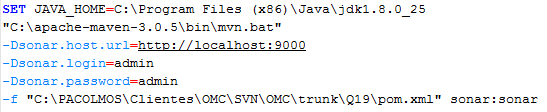 SET JAVA_HOME=C:\Program Files (x86)\Java\jdk1.8.0_25
"C:\apache-maven-3.0.5\bin\mvn.bat"
-Dsonar.host.url=http://localhost:9000
-Dsonar.login=admin
-Dsonar.password=admin
-f "C:\PACOLMOS\Clientes\OMC\SVN\OMC\trunk\Q19\pom.xml" sonar:sonar